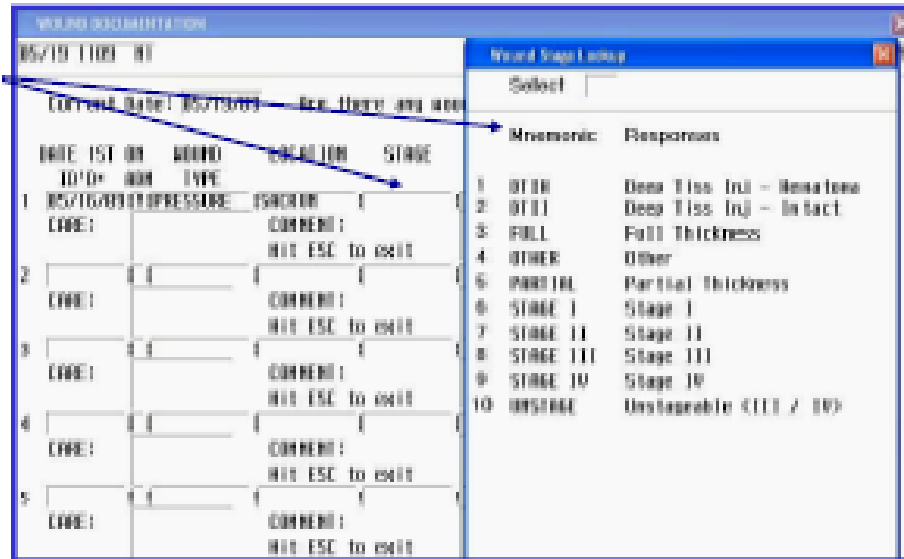 WOUND DOCUMENTATION
05/19 1109
Current Date: 05/19/09 Are there any wou
DATE 1ST ON WOUND LOCATION STAGE
ID'D* ADM TYPE
1 05/16/09 Y PRESSURE SACRUM
CARE: COMMENT:
Hit ESC to exit
2
CARE: COMMENT:
Hit ESC to exit
3
CARE: COMMENT:
Hit ESC to exit
4
CARE: COMMENT:
Hit ESC to exit
5
CARE: COMMENT:
Hit ESC to exit
Wound Stage Lookup
Select
Mnemonic Responses
1 DTIH Deep Tiss Inj - Hematoma
2 DTII Deep Tiss Inj - Intact
3 FULL Full Thickness
4 OTHER Other
5 PARTIAL Partial Thickness
6 STAGE I Stage I
7 STAGE II Stage II
8 STAGE III Stage III
9 STAGE IV Stage IV
10 UNSTAGE Unstageable (III / IV)